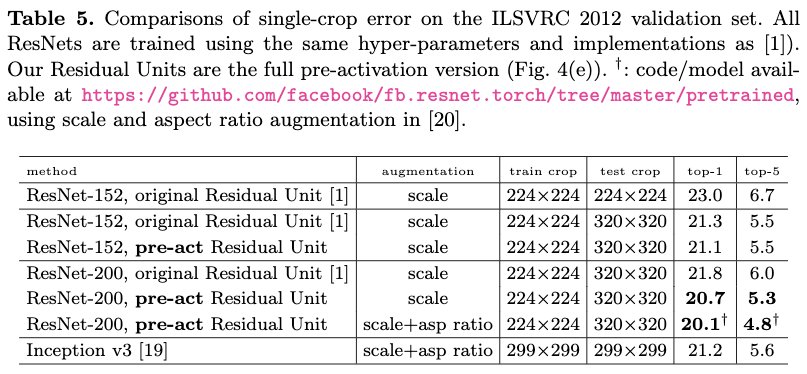 Table 5. Comparisons of single-crop error on the ILSVRC 2012 validation set. All
ResNets are trained using the same hyper-parameters and implementations as [1]).
Our Residual Units are the full pre-activation version (Fig. 4(e)). †: code/model avail-
able at https://github.com/facebook/fb.resnet.torch/tree/master/pretrained,
using scale and aspect ratio augmentation in [20].
method augmentation train crop test crop top-1 top-5
ResNet-152, original Residual Unit [1] scale 224×224 224×224 23.0 6.7
ResNet-152, original Residual Unit [1] scale 224×224 320×320 21.3 5.5
ResNet-152, pre-act Residual Unit scale 224×224 320×320 21.1 5.5
ResNet-200, original Residual Unit [1] scale 224×224 320×320 21.8 6.0
ResNet-200, pre-act Residual Unit scale 224×224 320×320 20.7 5.3
ResNet-200, pre-act Residual Unit scale+asp ratio 224×224 320×320 20.1† 4.8†
Inception v3 [19] scale+asp ratio 299×299 299×299 21.2 5.6